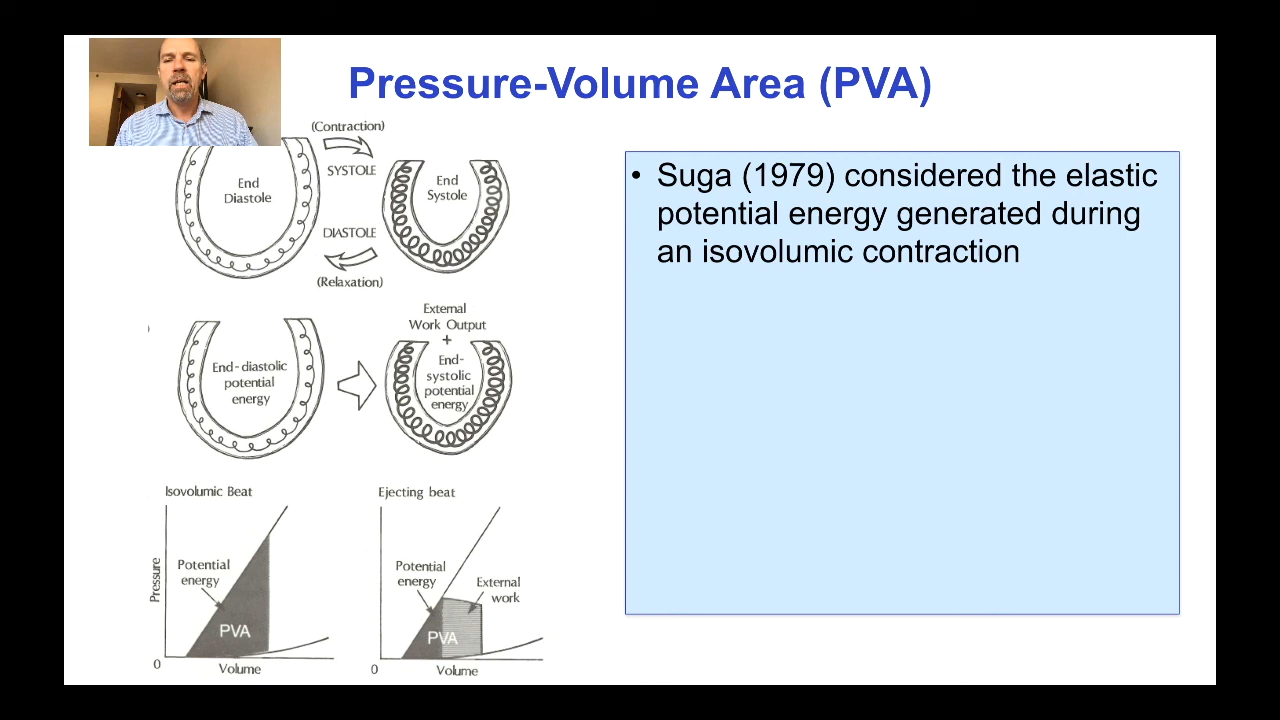 Pressure-Volume Area (PVA)
(Contraction)
SYSTOLE
End
Diastole
End
Systole
DIASTOLE
(Relaxation)
External
Work Output
+
End-diastolic
potential
energy
End-
systolic
potential
energy
Isovolumic Beat
Ejecting beat
Potential
energy
Potential
energy
External
work
Pressure
PVA
PVA
0
Volume
0
Volume
• Suga (1979) considered the elastic
potential energy generated during
an isovolumic contraction